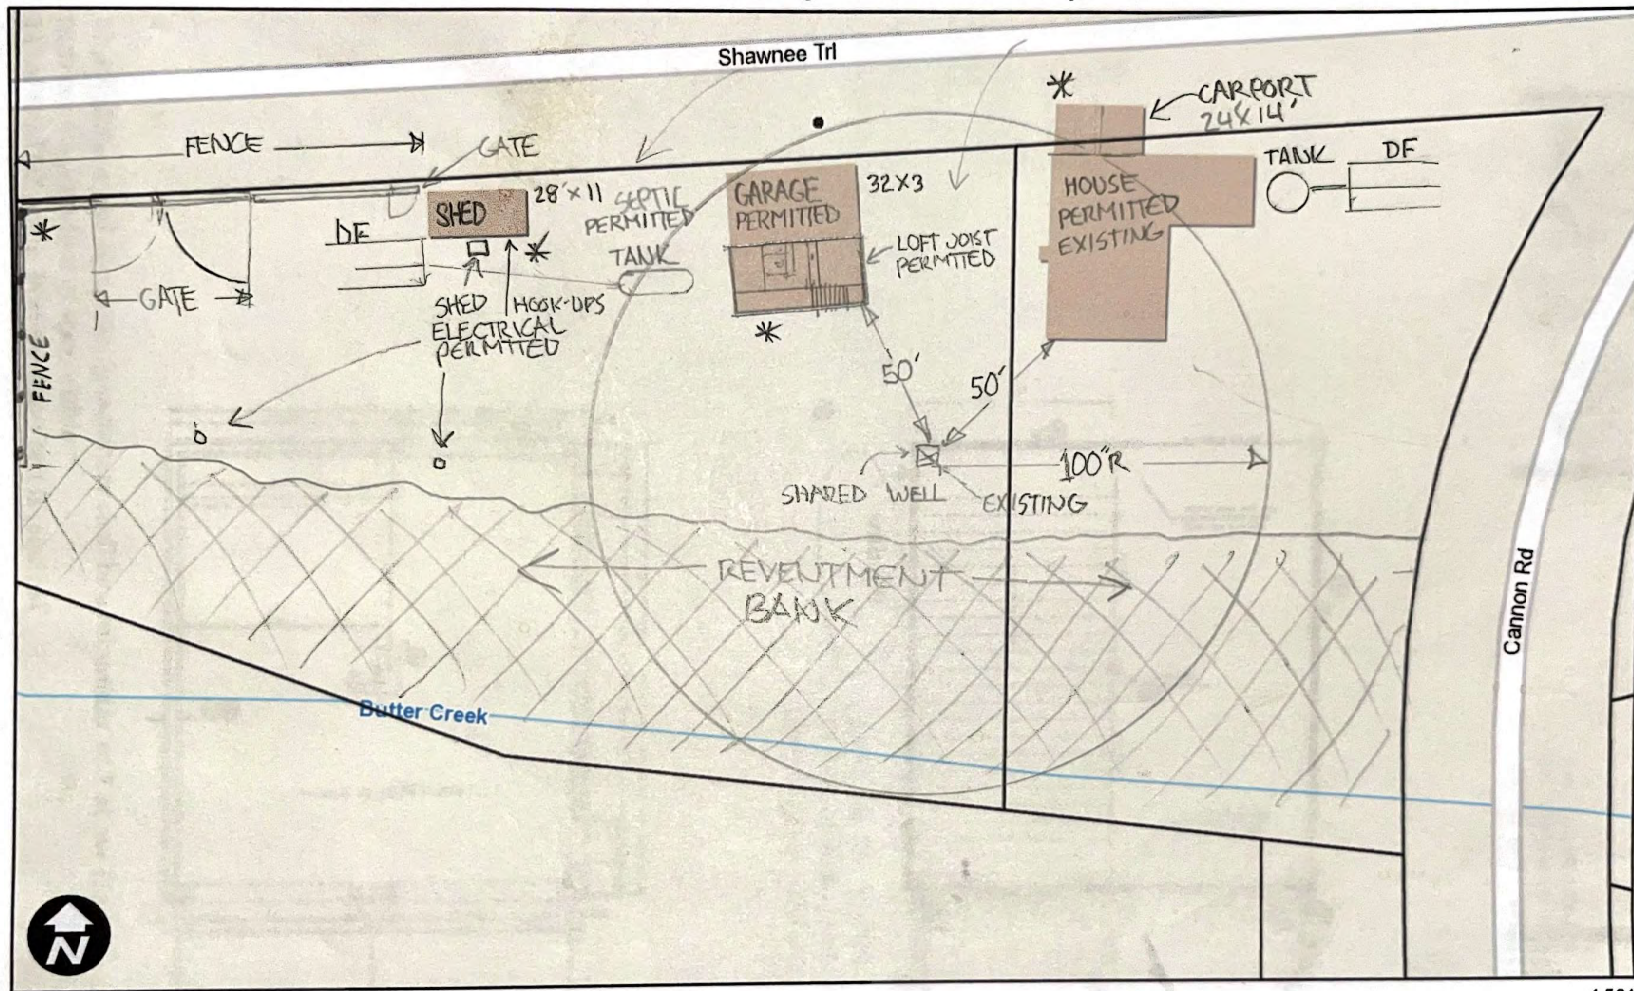 Shawnee Trl
CARPORT
24'X14'
FENCE
GATE
TANK
DF
SHED
28'X11
SEPTIC
PERMITTED
TANK
GARAGE
PERMITTED
32X3
HOUSE
PERMITTED
EXISTING
LOFT JOIST
PERMTIED
DF
GATE
SHED
HOOK-UPS
ELECTRICAL
PERMITTED
FENCE
50'
50'
100'R
SHARED WELL
EXISTING
REVENTMENT
BANK
Butter Creek
Cannon Rd
N